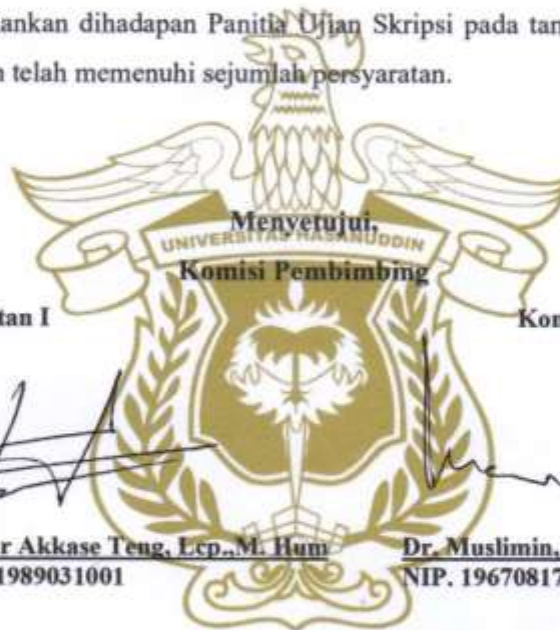 ankan dihadapan Panitia Ujian Skripsi pada tan
n telah memenuhi sejumlah persyaratan.
Menyetujui,
UNIVERSITAS HASANUDDIN
Komisi Pembimbing
tan I Kon
r Akkase Teng, Lcp.,M. Hum Dr. Muslimin.
1989031001 NIP. 19670817